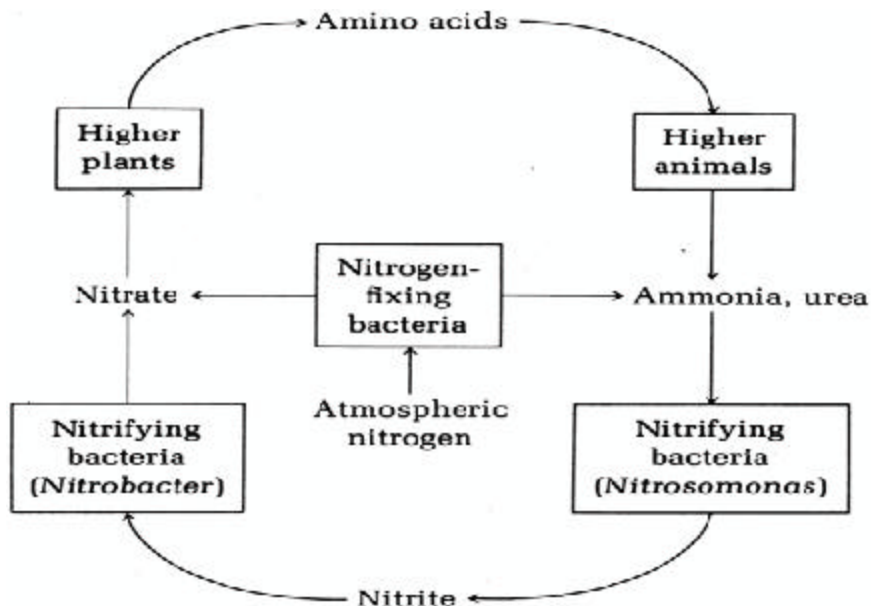 Amino acids
Higher
plants
Higher
animals
Nitrogen-
fixing
bacteria
Nitrate
Ammonia, urea
Atmospheric
nitrogen
Nitrifying
bacteria
(Nitrobacter)
Nitrifying
bacteria
(Nitrosomonas)
Nitrite